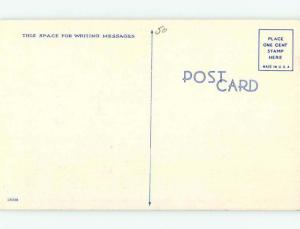 THIS SPACE FOR WRITING MESSAGES
50
PLACE
ONE CENT
STAMP
HERE
MADE IN U.S.A
POST
CARD